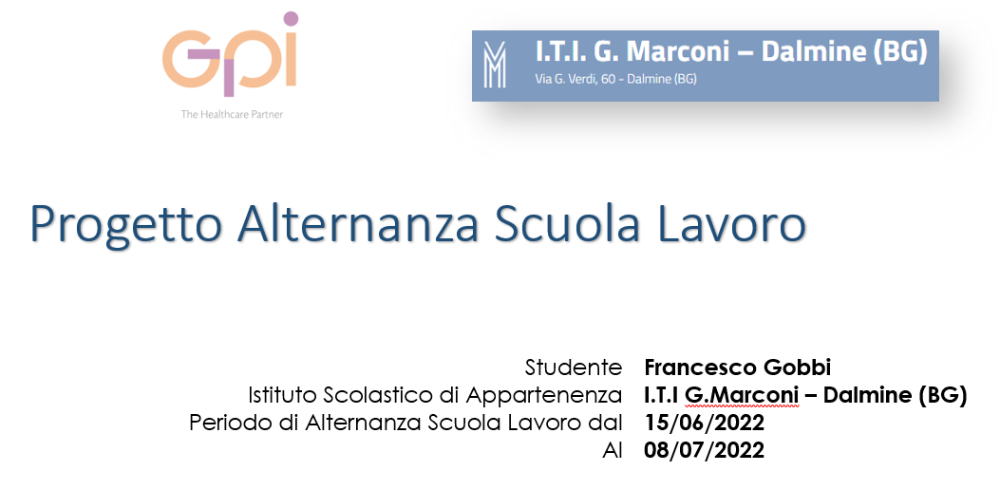 Gpi
The Healthcare Partner
I.T.I. G. Marconi – Dalmine (BG)
Via G. Verdi, 60 - Dalmine (BG)
Progetto Alternanza Scuola Lavoro
Studente Francesco Gobbi
Istituto Scolastico di Appartenenza I.T.I G.Marconi – Dalmine (BG)
Periodo di Alternanza Scuola Lavoro dal 15/06/2022
Al 08/07/2022